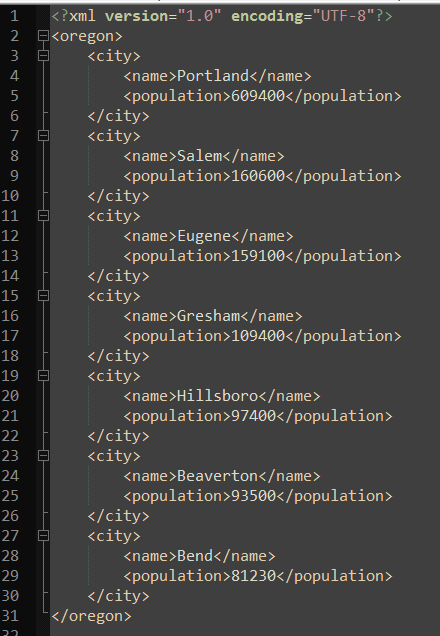 1 <?xml version="1.0" encoding="UTF-8"?>
2 <oregon>
3 <city>
4 <name>Portland</name>
5 <population>609400</population>
6 </city>
7 <city>
8 <name>Salem</name>
9 <population>160600</population>
10 </city>
11 <city>
12 <name>Eugene</name>
13 <population>159100</population>
14 </city>
15 <city>
16 <name>Gresham</name>
17 <population>109400</population>
18 </city>
19 <city>
20 <name>Hillsboro</name>
21 <population>97400</population>
22 </city>
23 <city>
24 <name>Beaverton</name>
25 <population>93500</population>
26 </city>
27 <city>
28 <name>Bend</name>
29 <population>81230</population>
30 </city>
31 </oregon>